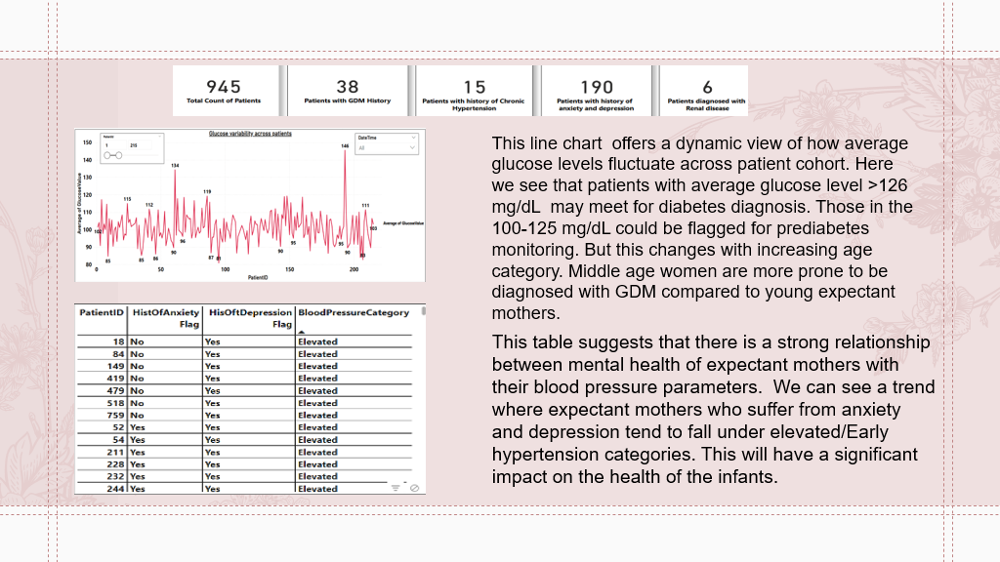 945
Total Count of Patients
38
Patients with GDM History
15
Patients with history of Chronic
Hypertension
190
Patients with history of
anxiety and depression
6
Patients diagnosed with
Renal disease
Glucose variability across patients
1 215
DateTime
All
Average of GlucoseValue
150
140
130
120
110
100
90
80
102
85
115
85
112
86
90
134
96
119
87
81
90
95
146
95
90
111
83
103
Average of GlucoseValue
0 50 100 150 200
PatientID
This line chart offers a dynamic view of how average
glucose levels fluctuate across patient cohort. Here
we see that patients with average glucose level >126
mg/dL may meet for diabetes diagnosis. Those in the
100-125 mg/dL could be flagged for prediabetes
monitoring. But this changes with increasing age
category. Middle age women are more prone to be
diagnosed with GDM compared to young expectant
mothers.
PatientID HistOfAnxiety HisOftDepression BloodPressureCategory
Flag Flag
18 No Yes Elevated
84 No Yes Elevated
149 No Yes Elevated
419 No Yes Elevated
479 No Yes Elevated
518 No Yes Elevated
759 No Yes Elevated
52 Yes Yes Elevated
54 Yes Yes Elevated
211 Yes Yes Elevated
228 Yes Yes Elevated
232 Yes Yes Elevated
244 Yes Yes Elevated
This table suggests that there is a strong relationship
between mental health of expectant mothers with
their blood pressure parameters. We can see a trend
where expectant mothers who suffer from anxiety
and depression tend to fall under elevated/Early
hypertension categories. This will have a significant
impact on the health of the infants.